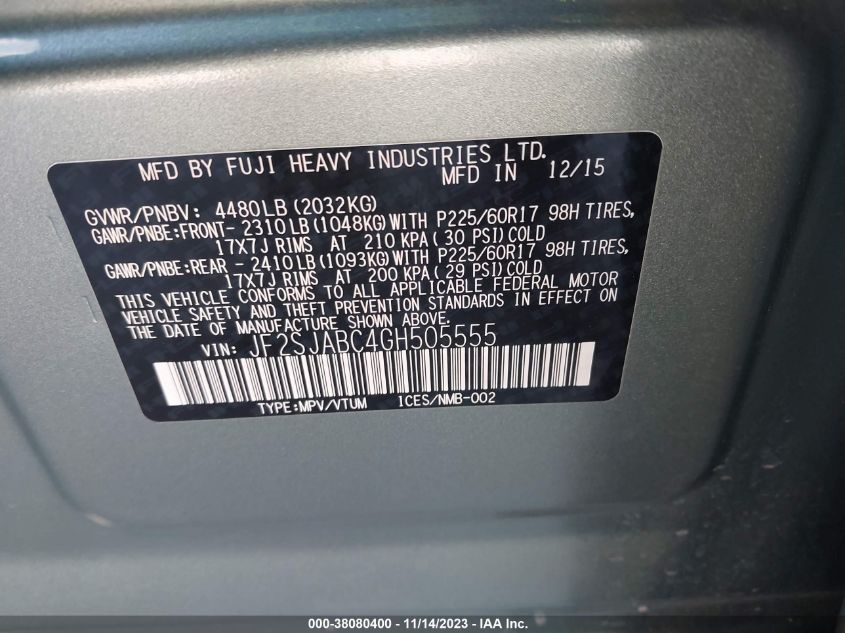 MFD BY FUJI HEAVY INDUSTRIES LTD.
MFD IN 12/15
GVWR/PNBV: 4480LB(2032KG)
GAWR/PNBE:FRONT- 2310LB(1048KG)WITH P225/60R17 98H TIRES,
17X7J RIMS AT 210 KPA(30 PSI)COLD
GAWR/PNBE:REAR - 2410LB(1093KG)WITH P225/60R17 98H TIRES,
17X7J RIMS AT 200 KPA(29 PSI)COLD
THIS VEHICLE CONFORMS TO ALL APPLICABLE FEDERAL MOTOR
VEHICLE SAFETY AND THEFT PREVENTION STANDARDS IN EFFECT ON
THE DATE OF MANUFACTURE SHOWN ABOVE.
VIN: JF2SJABC4GH505555
TYPE:MPV/VTUM ICES/NMB-002
000-38080400 - 11/14/2023 - IAA Inc.